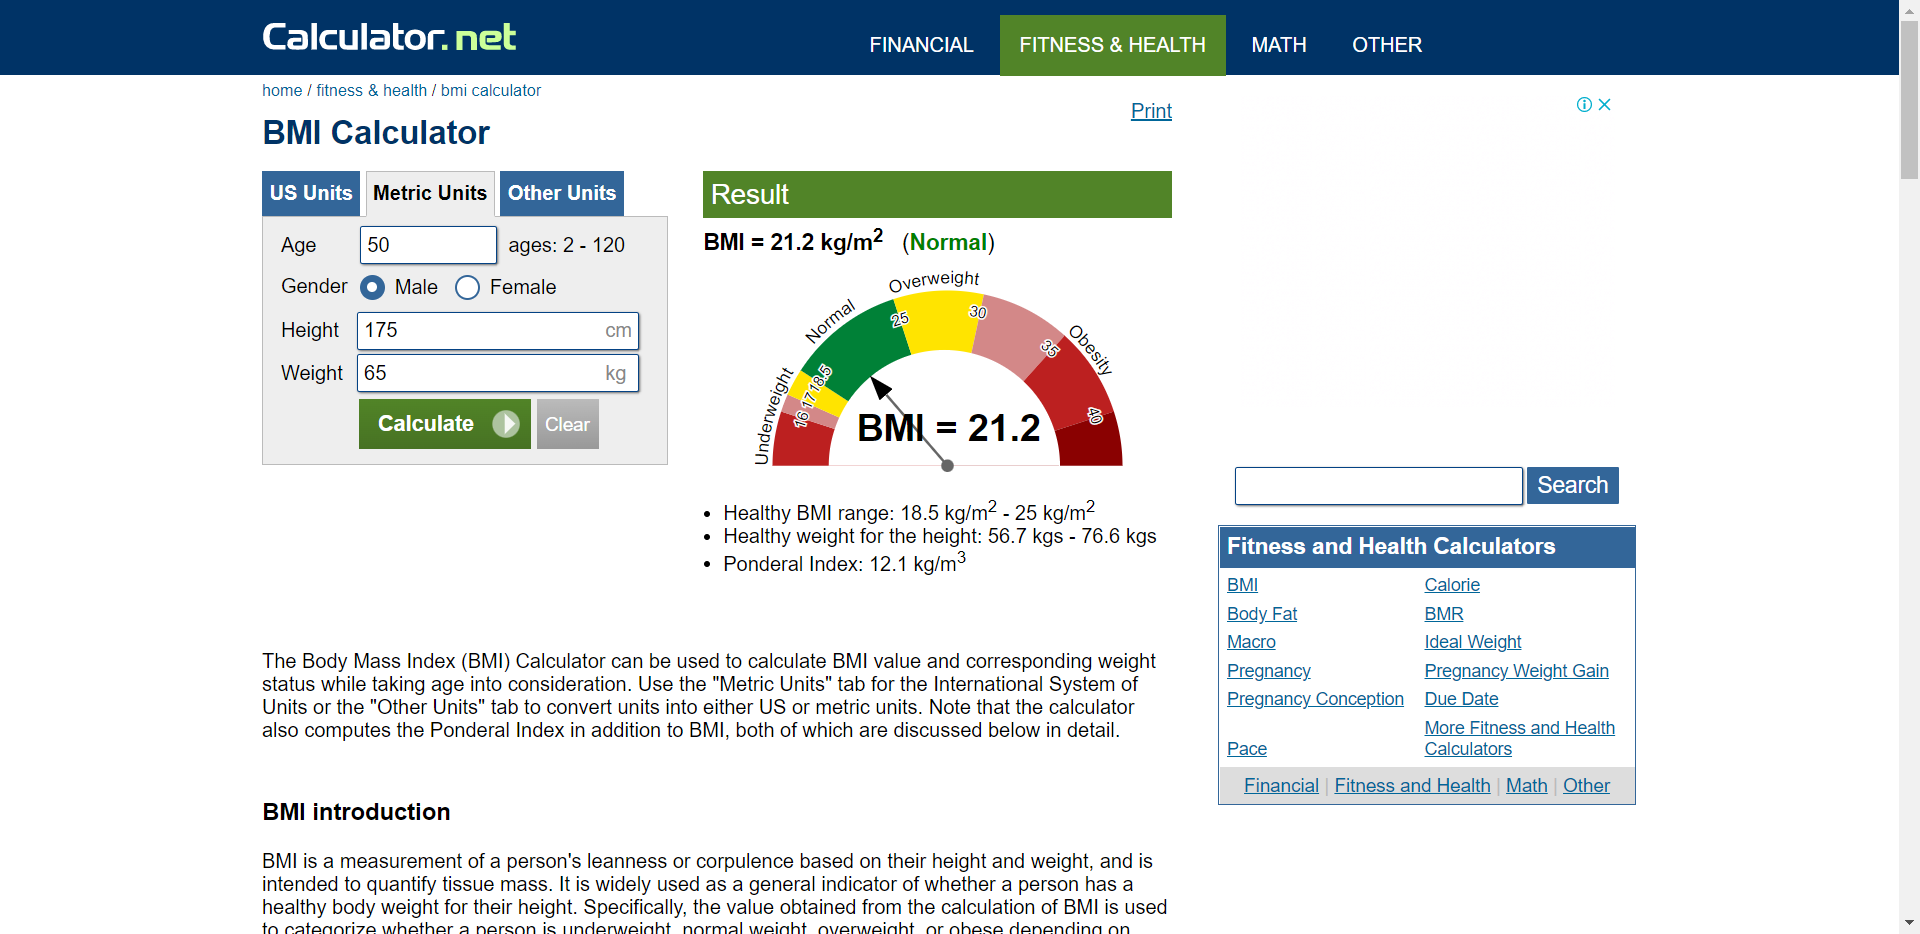 Calculator.net
FINANCIAL
FITNESS & HEALTH
MATH
OTHER
home / fitness & health / bmi calculator
Print
BMI Calculator
US Units
Metric Units
Other Units
Age 50 ages: 2 - 120
Gender Male Female
Height 175 cm
Weight 65 kg
Calculate
Clear
Result
BMI = 21.2 kg/m2 (Normal)
Underweight
Normal
Overweight
Obesity
16
17
18.5
25
30
35
40
BMI = 21.2
• Healthy BMI range: 18.5 kg/m2 - 25 kg/m2
• Healthy weight for the height: 56.7 kgs - 76.6 kgs
• Ponderal Index: 12.1 kg/m3
The Body Mass Index (BMI) Calculator can be used to calculate BMI value and corresponding weight
status while taking age into consideration. Use the "Metric Units" tab for the International System of
Units or the "Other Units" tab to convert units into either US or metric units. Note that the calculator
also computes the Ponderal Index in addition to BMI, both of which are discussed below in detail.
BMI introduction
BMI is a measurement of a person's leanness or corpulence based on their height and weight, and is
intended to quantify tissue mass. It is widely used as a general indicator of whether a person has a
healthy body weight for their height. Specifically, the value obtained from the calculation of BMI is used
to categorize whether a person is underweight, normal weight, overweight, or obese depending on
Search
Fitness and Health Calculators
BMI
Calorie
Body Fat
BMR
Macro
Ideal Weight
Pregnancy
Pregnancy Weight Gain
Pregnancy Conception
Due Date
Pace
More Fitness and Health
Calculators
Financial | Fitness and Health | Math | Other